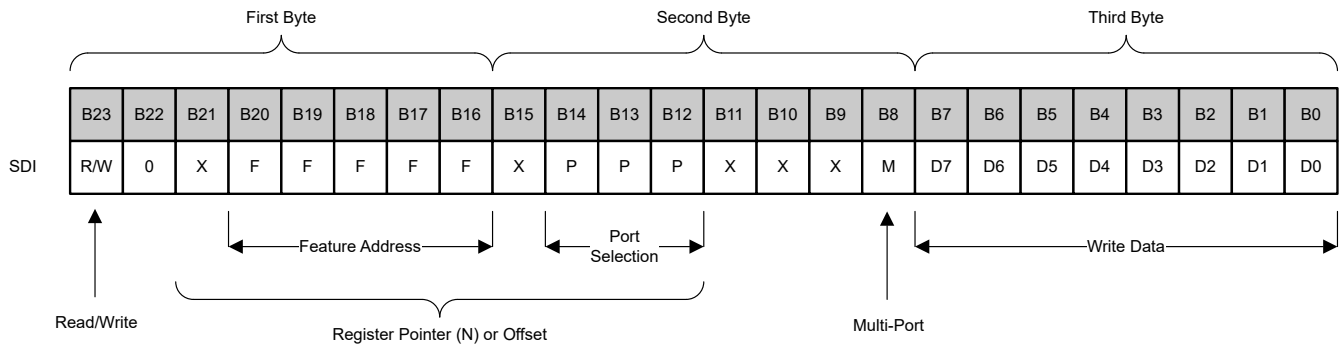 First Byte Second Byte Third Byte
B23 B22 B21 B20 B19 B18 B17 B16 B15 B14 B13 B12 B11 B10 B9 B8 B7 B6 B5 B4 B3 B2 B1 B0
SDI R/W 0 X F F F F F X P P P X X X M D7 D6 D5 D4 D3 D2 D1 D0
Feature Address Port Selection Write Data
Read/Write Register Pointer (N) or Offset Multi-Port